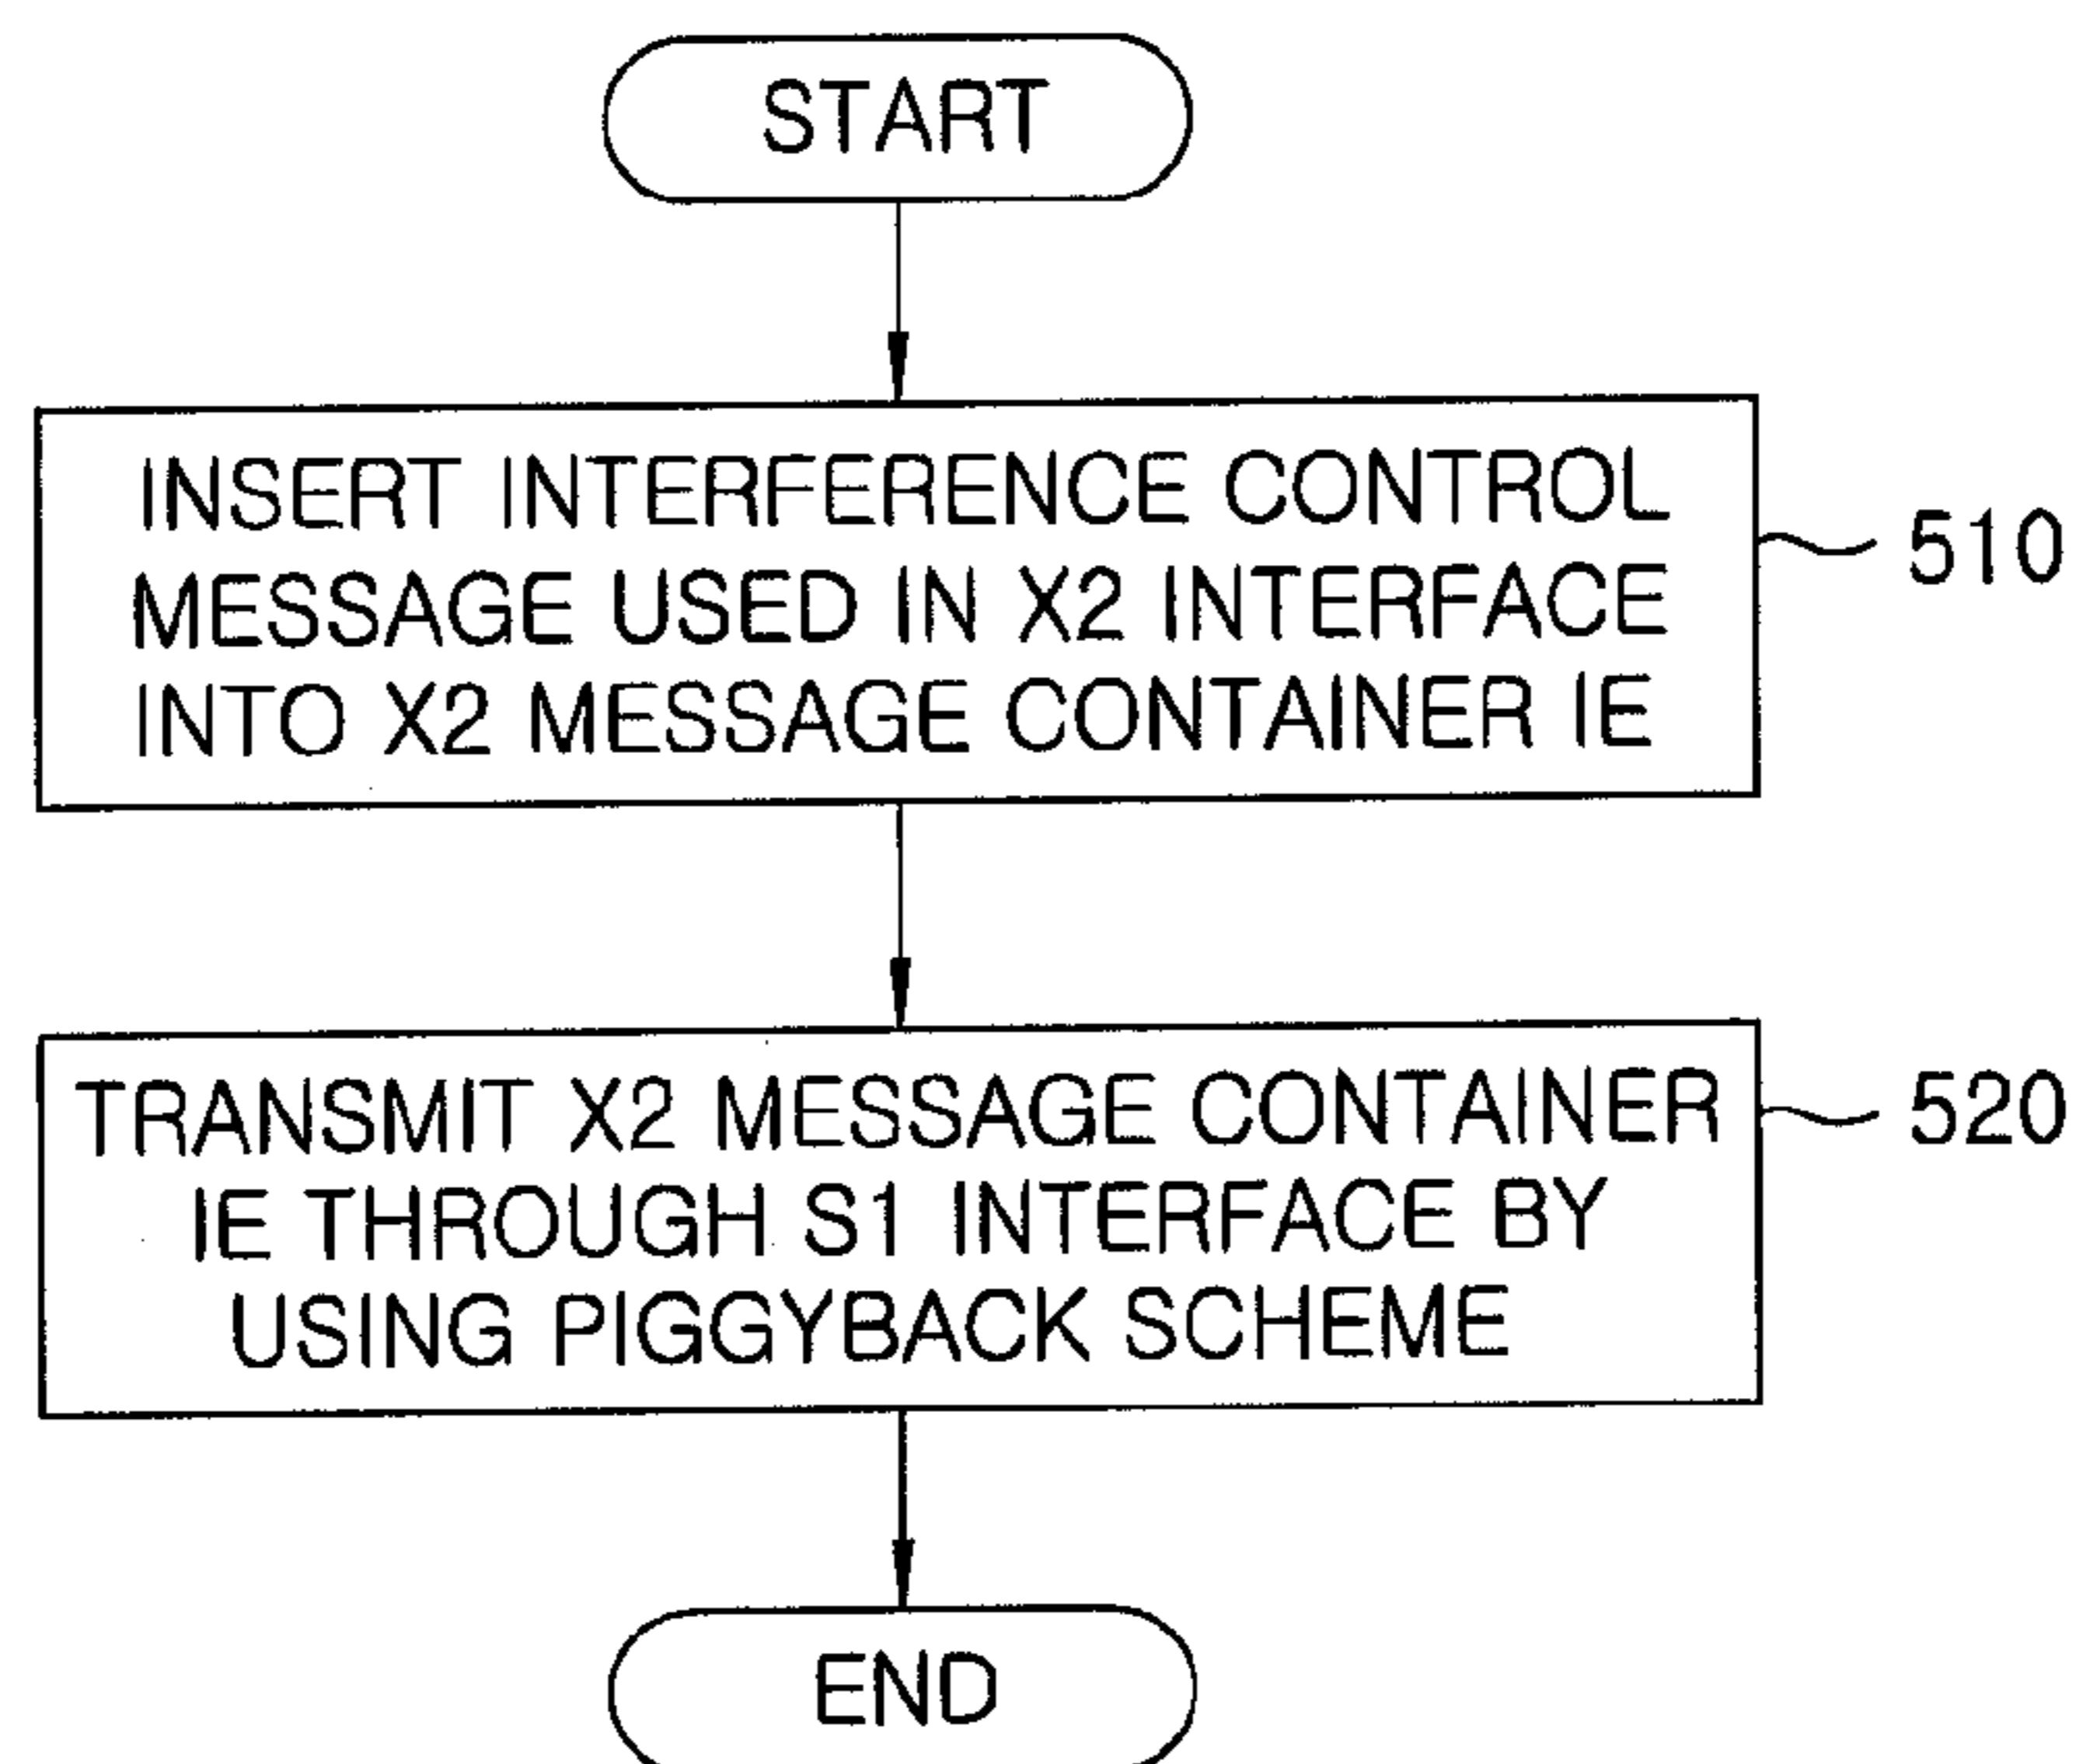 START
INSERT INTERFERENCE CONTROL
MESSAGE USED IN X2 INTERFACE
INTO X2 MESSAGE CONTAINER IE
510
TRANSMIT X2 MESSAGE CONTAINER
IE THROUGH S1 INTERFACE BY
USING PIGGYBACK SCHEME
520
END